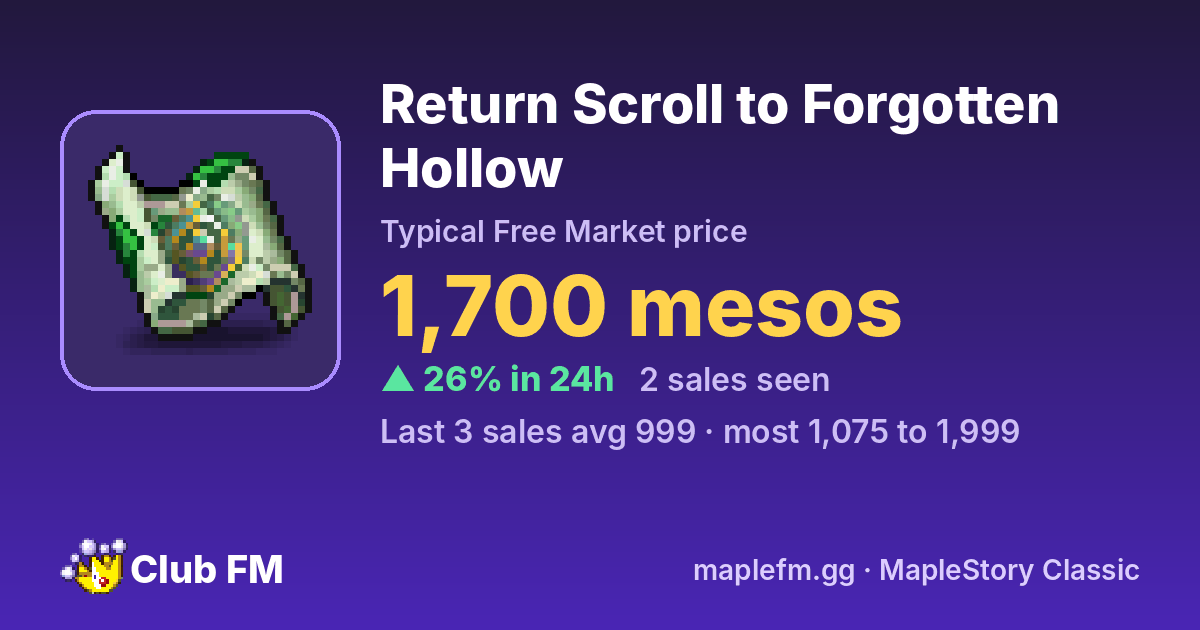 Return Scroll to Forgotten
Hollow
Typical Free Market price
1,700 mesos
▲ 26% in 24h 2 sales seen
Last 3 sales avg 999 · most 1,075 to 1,999
Club FM
maplefm.gg · MapleStory Classic